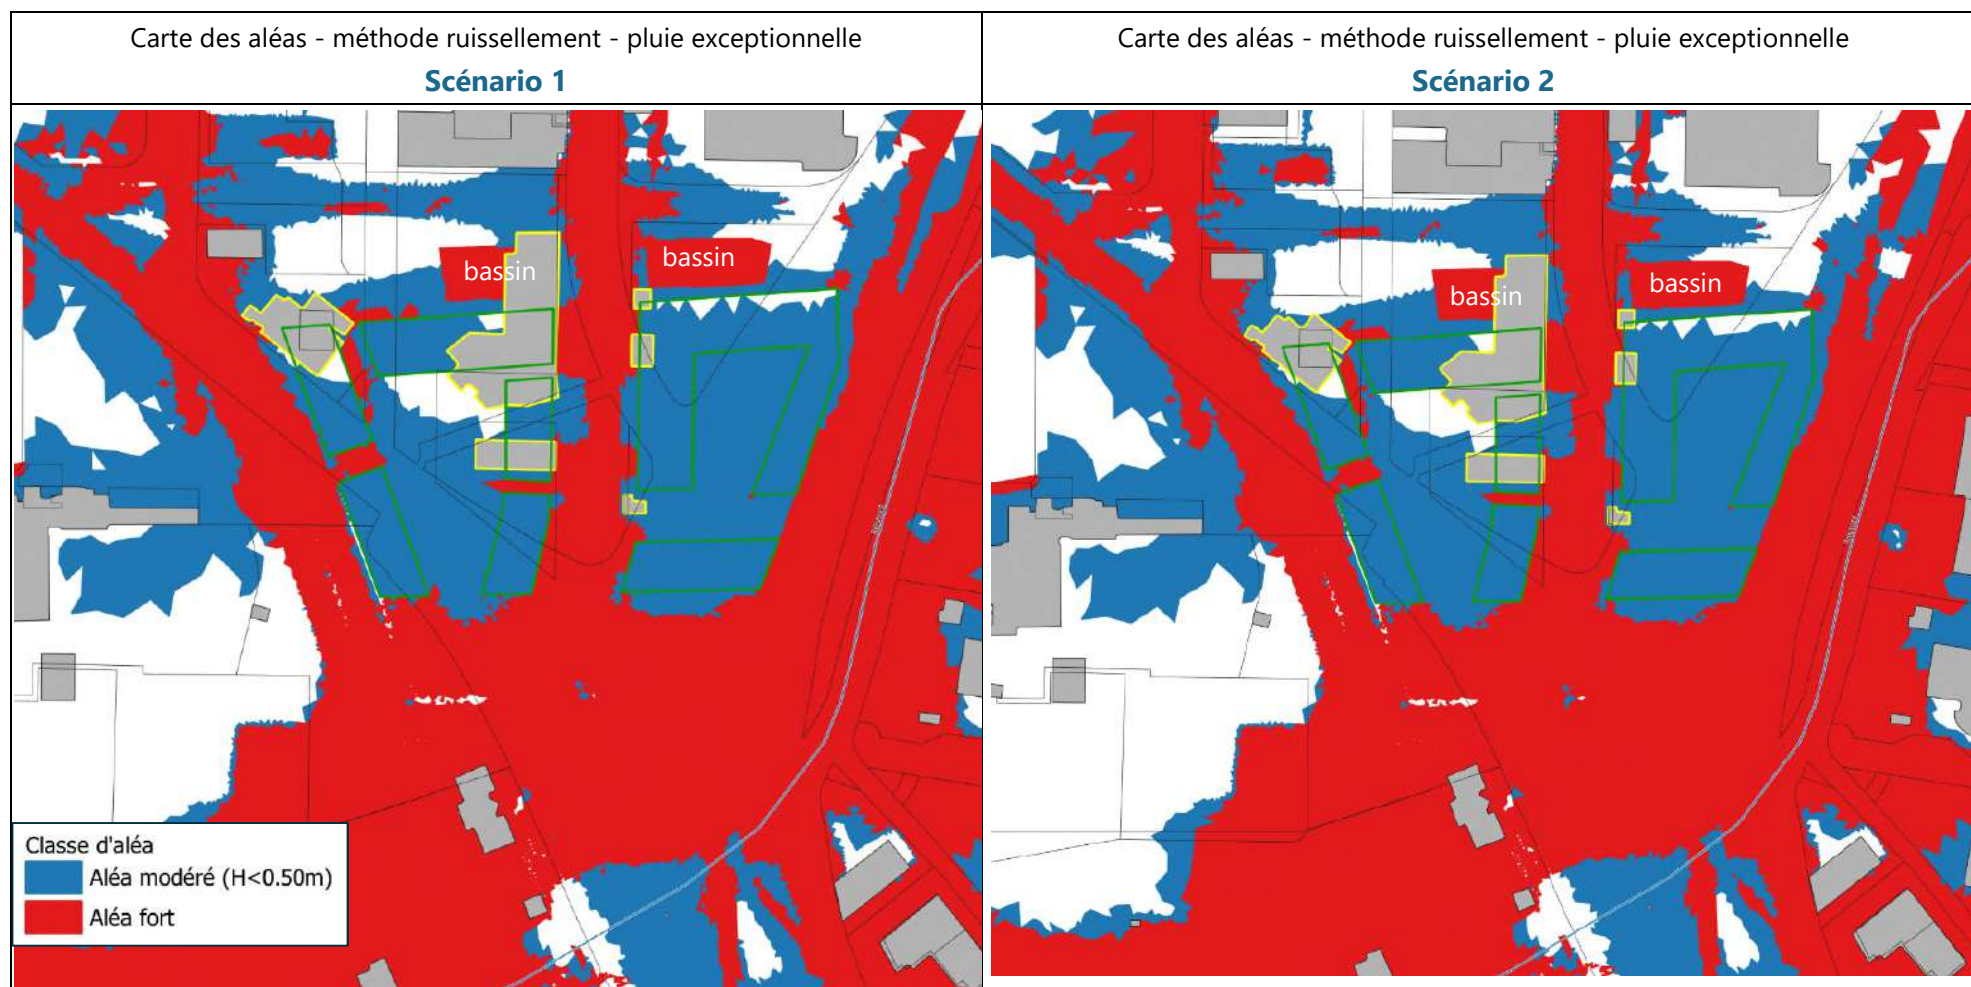 Carte des aléas - méthode ruissellement - pluie exceptionnelle
Scénario 1
Carte des aléas - méthode ruissellement - pluie exceptionnelle
Scénario 2
bassin
bassin
bassin
bassin
Classe d'aléa
Aléa modéré (H<0.50m)
Aléa fort